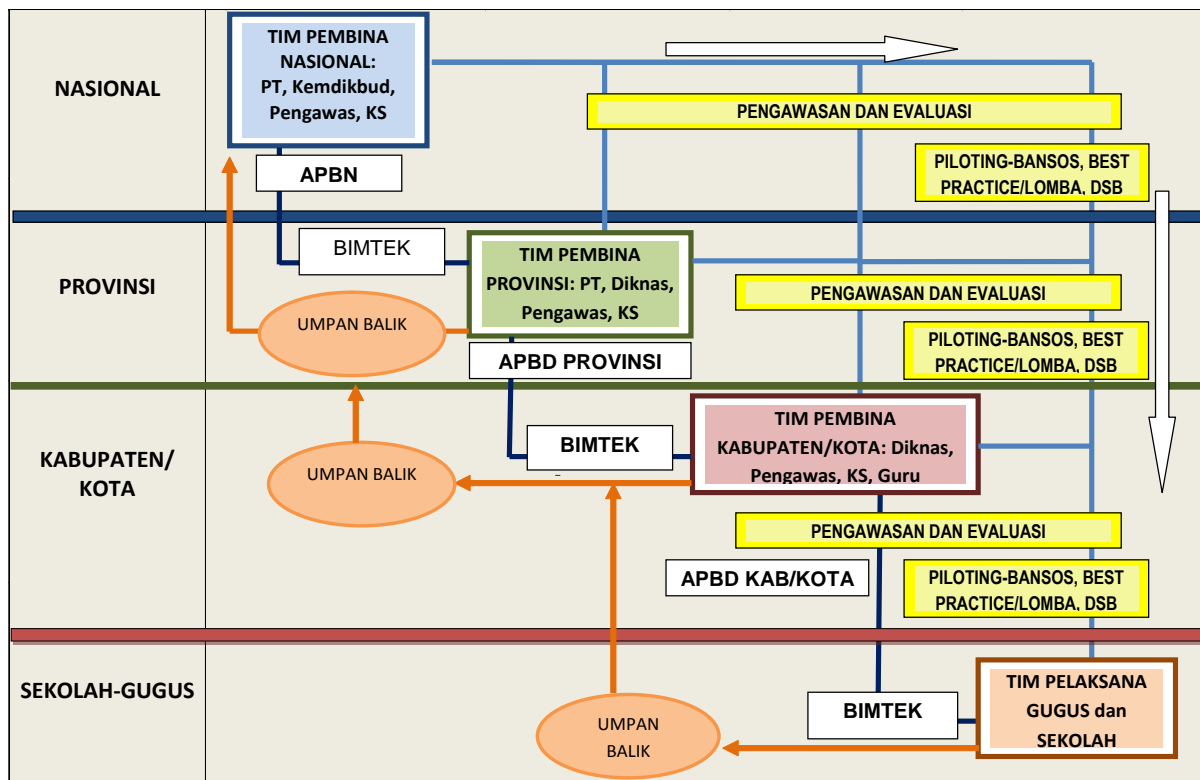 NASIONAL
TIM PEMBINA
NASIONAL:
PT, Kemdikbud,
Pengawas, KS
PENGAWASAN DAN EVALUASI
APBN
PILOTING-BANSOS, BEST
PRACTICE/LOMBA, DSB
PROVINSI
BIMTEK
TIM PEMBINA
PROVINSI: PT, Diknas,
Pengawas, KS
PENGAWASAN DAN EVALUASI
UMPAN BALIK
APBD PROVINSI
PILOTING-BANSOS, BEST
PRACTICE/LOMBA, DSB
KABUPATEN/
KOTA
UMPAN BALIK
BIMTEK
TIM PEMBINA
KABUPATEN/KOTA: Diknas,
Pengawas, KS, Guru
PENGAWASAN DAN EVALUASI
APBD KAB/KOTA
PILOTING-BANSOS, BEST
PRACTICE/LOMBA, DSB
SEKOLAH-GUGUS
UMPAN
BALIK
BIMTEK
TIM PELAKSANA
GUGUS dan
SEKOLAH